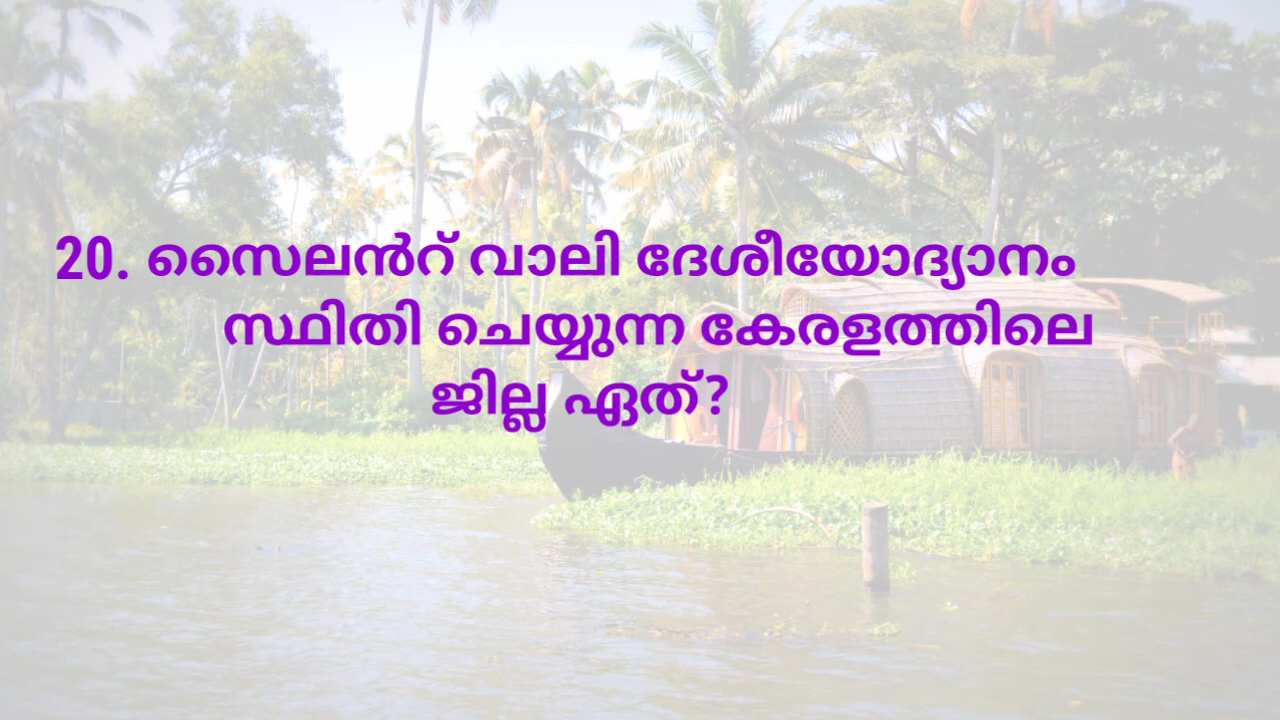 20. സൈലൻറ് വാലി ദേശീയോദ്യാനം
സ്ഥിതി ചെയ്യുന്ന കേരളത്തിലെ
ജില്ല ഏത്?